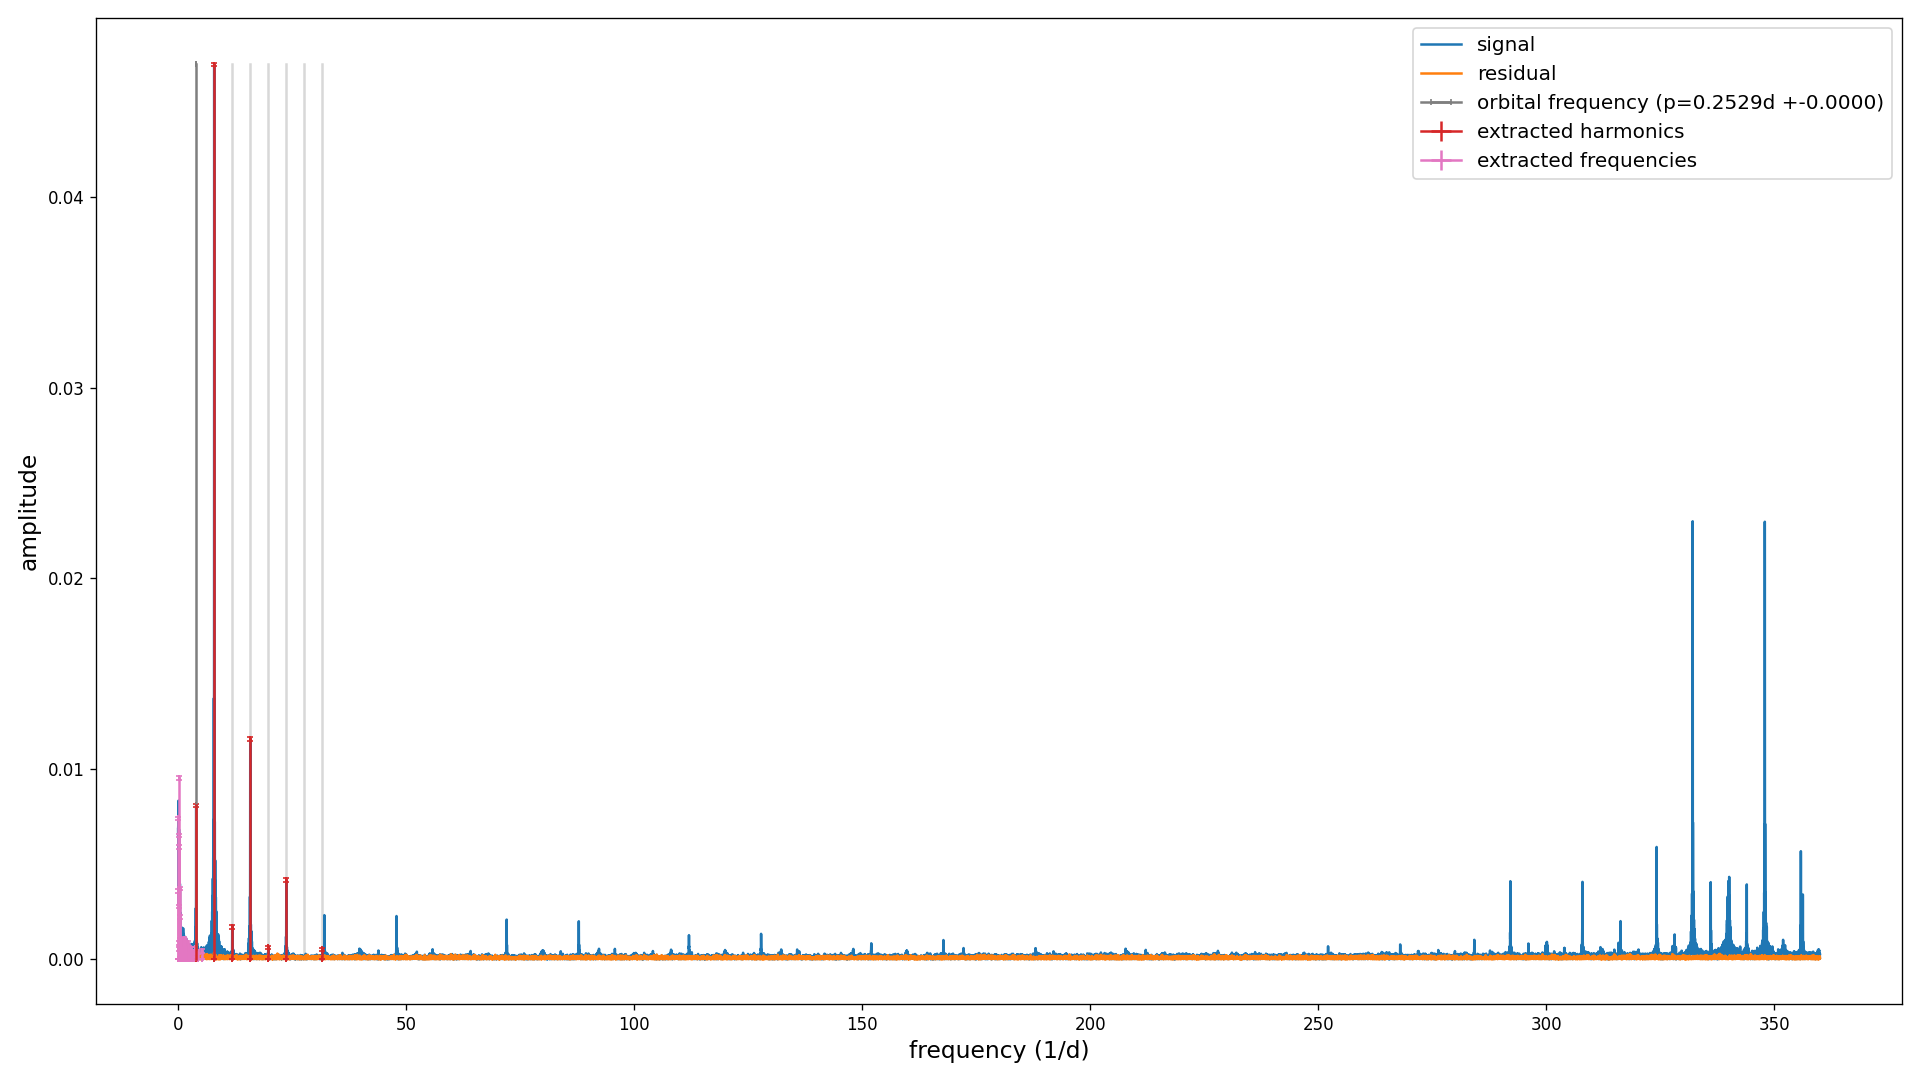 signal
residual
orbital frequency (p=0.2529d +-0.0000)
extracted harmonics
extracted frequencies
0.04
0.03
0.02
0.01
0.00
amplitude
0 50 100 150 200 250 300 350
frequency (1/d)